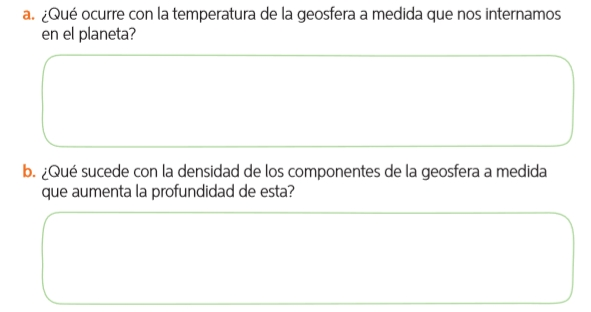 a. ¿Qué ocurre con la temperatura de la geosfera a medida que nos internamos
en el planeta?
b. ¿Qué sucede con la densidad de los componentes de la geosfera a medida
que aumenta la profundidad de esta?